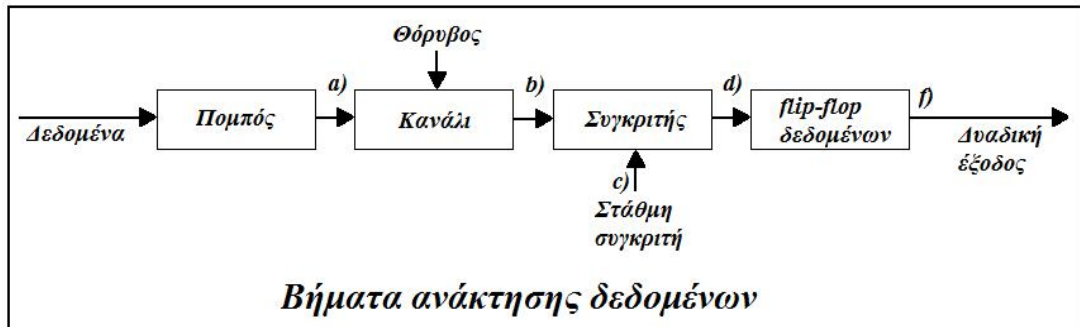 Θόρυβος
a)
b)
d)
f)
Πομπός
Κανάλι
Συγκριτής
flip-flop
δεδομένων
Δεδομένα
Δυαδική
έξοδος
c)
Στάθμη
συγκριτή
Βήματα ανάκτησης δεδομένων